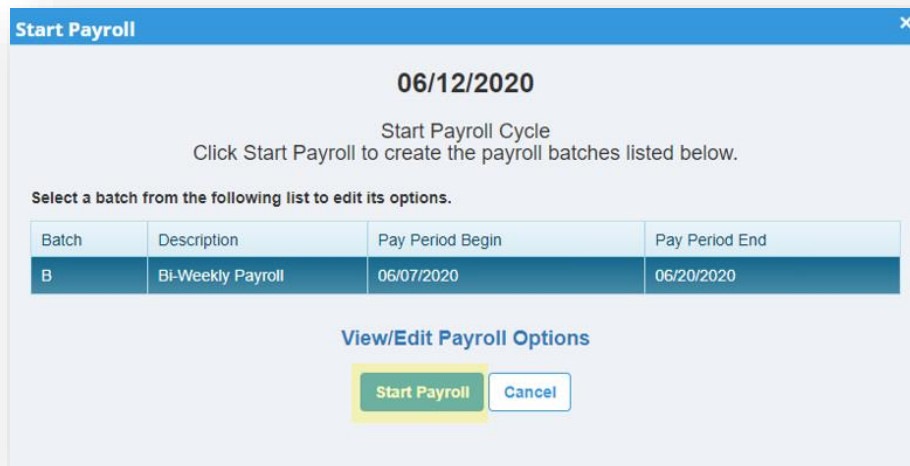 Start Payroll
×
06/12/2020
Start Payroll Cycle
Click Start Payroll to create the payroll batches listed below.
Select a batch from the following list to edit its options.
Batch Description Pay Period Begin Pay Period End
B Bi-Weekly Payroll 06/07/2020 06/20/2020
View/Edit Payroll Options
Start Payroll Cancel